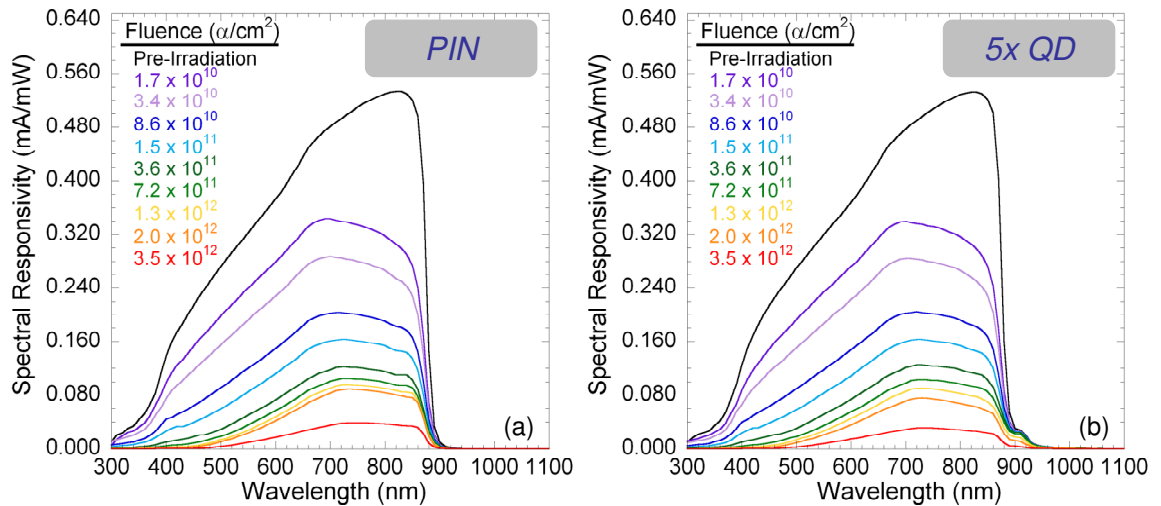 Fluence (α/cm²)
PIN
Pre-Irradiation
1.7 x 10¹⁰
3.4 x 10¹⁰
8.6 x 10¹⁰
1.5 x 10¹¹
3.6 x 10¹¹
7.2 x 10¹¹
1.3 x 10¹²
2.0 x 10¹²
3.5 x 10¹²
0.640
0.560
0.480
0.400
0.320
0.240
0.160
0.080
0.000
Spectral Responsivity (mA/mW)
(a)
300 400 500 600 700 800 900 1000 1100
Wavelength (nm)
Fluence (α/cm²)
5x QD
Pre-Irradiation
1.7 x 10¹⁰
3.4 x 10¹⁰
8.6 x 10¹⁰
1.5 x 10¹¹
3.6 x 10¹¹
7.2 x 10¹¹
1.3 x 10¹²
2.0 x 10¹²
3.5 x 10¹²
0.640
0.560
0.480
0.400
0.320
0.240
0.160
0.080
0.000
Spectral Responsivity (mA/mW)
(b)
300 400 500 600 700 800 900 1000 1100
Wavelength (nm)